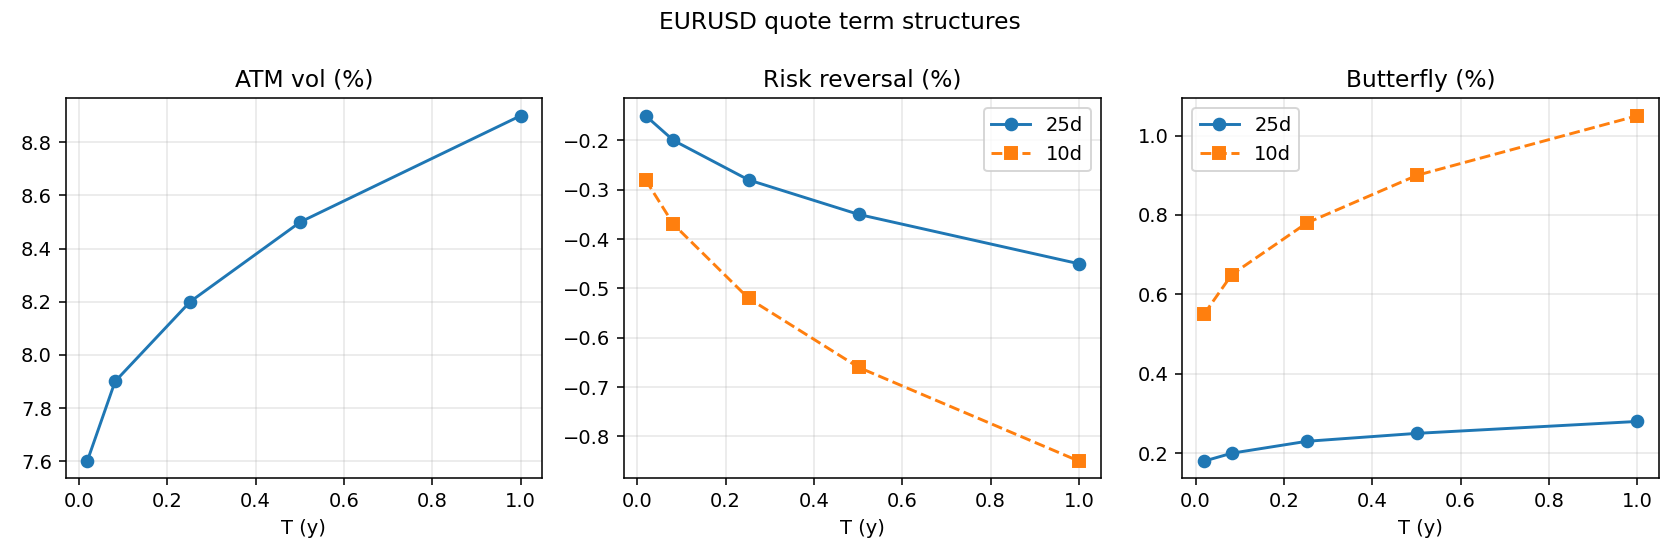 EURUSD quote term structures
ATM vol (%)
8.8
8.6
8.4
8.2
8.0
7.8
7.6
0.0 0.2 0.4 0.6 0.8 1.0
T (y)
Risk reversal (%)
25d
10d
−0.2
−0.3
−0.4
−0.5
−0.6
−0.7
−0.8
0.0 0.2 0.4 0.6 0.8 1.0
T (y)
Butterfly (%)
25d
10d
1.0
0.8
0.6
0.4
0.2
0.0 0.2 0.4 0.6 0.8 1.0
T (y)